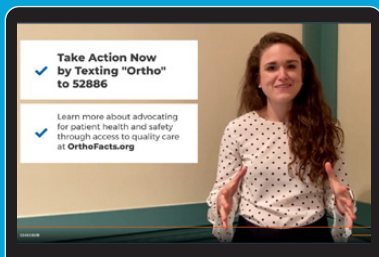 Take Action Now
by Texting "Ortho"
to 52886
Learn more about advocating
for patient health and safety
through access to quality care
at OrthoFacts.org